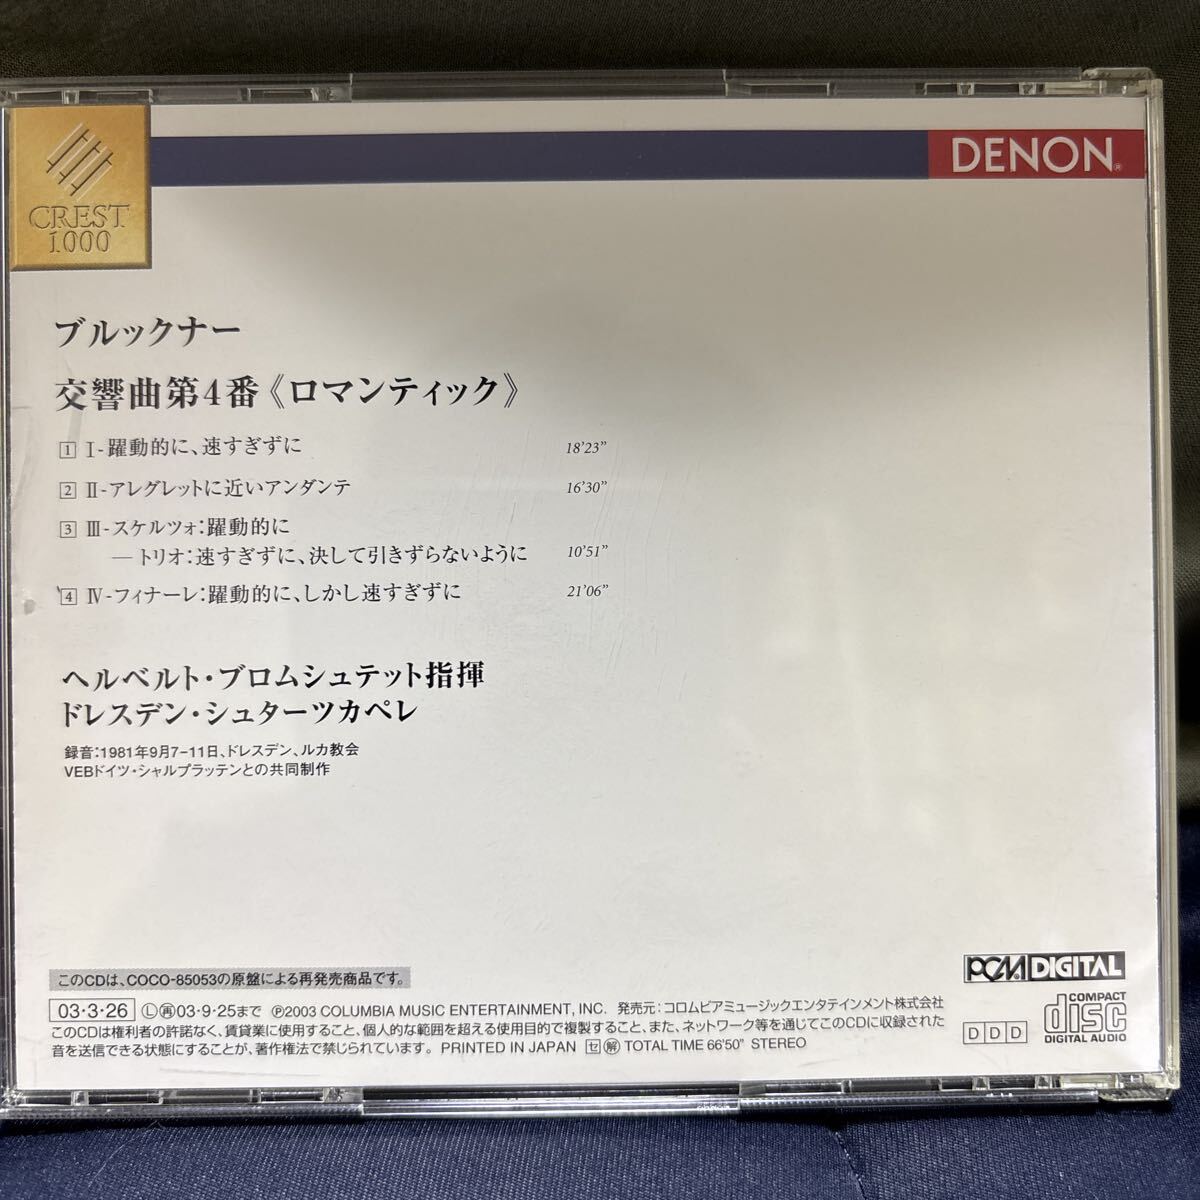 CREST
1000
DENON®
ブルックナー
交響曲第4番《ロマンティック》
1 Ⅰ-躍動的に、速すぎずに 18'23"
2 Ⅱ-アレグレットに近いアンダンテ 16'30"
3 Ⅲ-スケルツォ:躍動的に
—トリオ:速すぎずに、決して引きずらないように 10'51"
4 Ⅳ-フィナーレ:躍動的に、しかし速すぎずに 21'06"
ヘルベルト・ブロムシュテット指揮
ドレスデン・シュターツカペレ
録音:1981年9月7-11日、ドレスデン、ルカ教会
VEBドイツ・シャルプラッテンとの共同制作
このCDは、COCO-85053の原盤による再発売商品です。
03・3・26 Ⓛ㊢03・9・25まで ℗2003 COLUMBIA MUSIC ENTERTAINMENT, INC. 発売元:コロムビアミュージックエンタテインメント株式会社
このCDは権利者の許諾なく、賃貸業に使用すること、個人的な範囲を超える使用目的で複製すること、また、ネットワーク等を通じてこのCDに収録された
音を送信できる状態にすることが、著作権法で禁じられています。 PRINTED IN JAPAN セ 解 TOTAL TIME 66'50" STEREO
PCM DIGITAL
DDD
COMPACT
disc
DIGITAL AUDIO